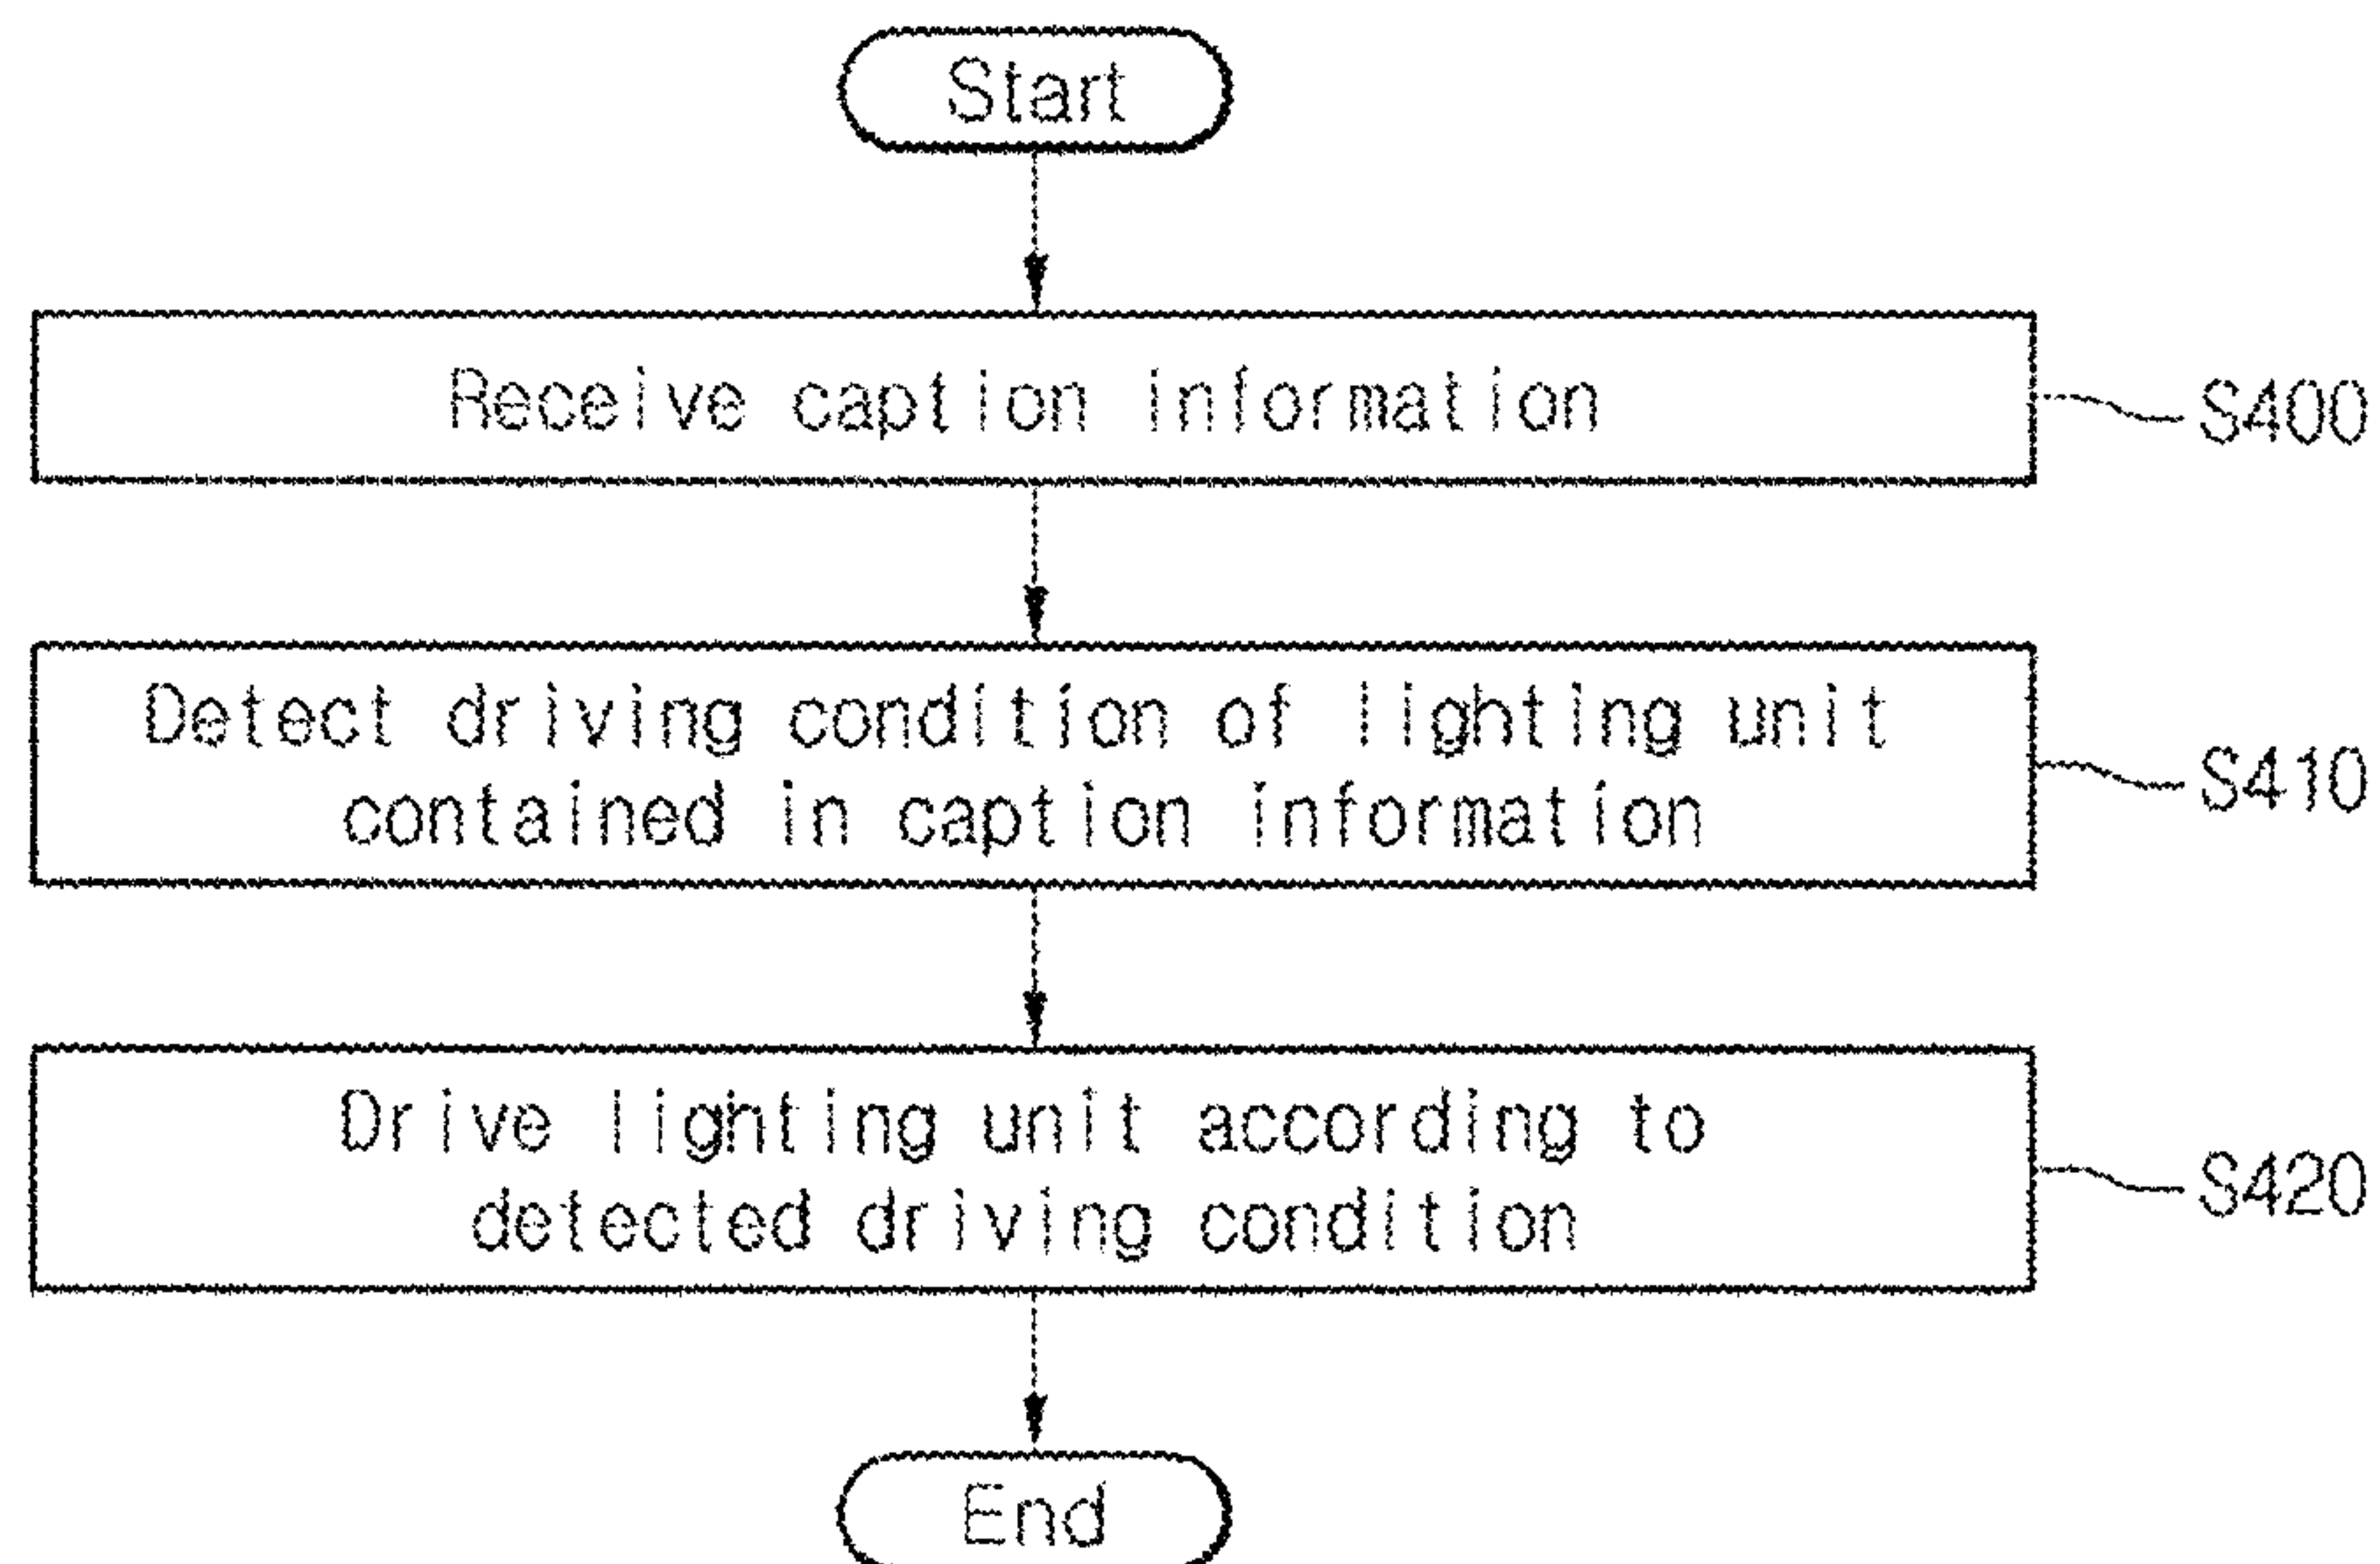 Start
Receive caption information
S400
Detect driving condition of lighting unit
contained in caption information
S410
Drive lighting unit according to
detected driving condition
S420
End